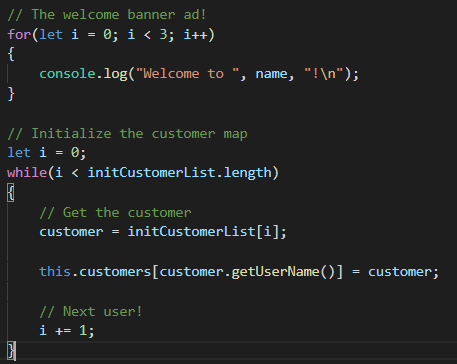 // The welcome banner ad!
for(let i = 0; i < 3; i++)
{
    console.log("Welcome to ", name, "!\n");
}

// Initialize the customer map
let i = 0;
while(i < initCustomerList.length)
{
    // Get the customer
    customer = initCustomerList[i];

    this.customers[customer.getUserName()] = customer;

    // Next user!
    i += 1;
}